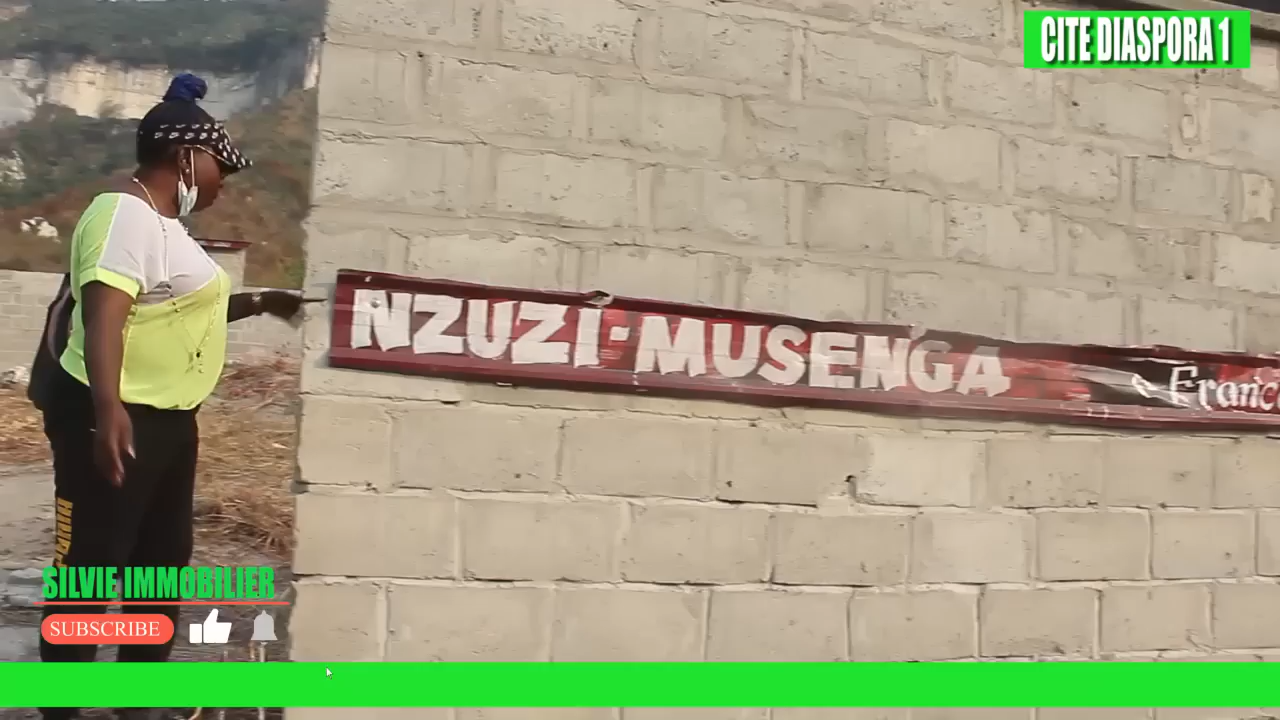 CITE DIASPORA 1
NZUZI-MUSENGA
SILVIE IMMOBILIER
SUBSCRIBE